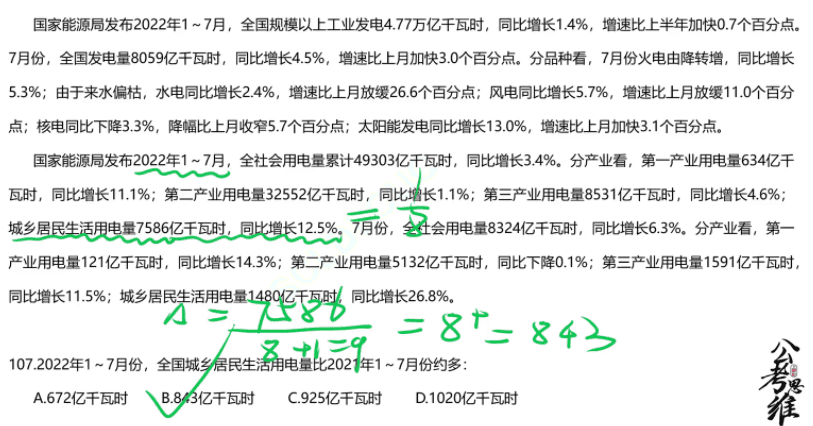 国家能源局发布2022年1～7月，全国规模以上工业发电4.77万亿千瓦时，同比增长1.4%，增速比上半年加快0.7个百分点。
7月份，全国发电量8059亿千瓦时，同比增长4.5%，增速比上月加快3.0个百分点。分品种看，7月份火电由降转增，同比增长
5.3%；由于来水偏枯，水电同比增长2.4%，增速比上月放缓26.6个百分点；风电同比增长5.7%，增速比上月放缓11.0个百分
点；核电同比下降3.3%，降幅比上月收窄5.7个百分点；太阳能发电同比增长13.0%，增速比上月加快3.1个百分点。
国家能源局发布2022年1～7月，全社会用电量累计49303亿千瓦时，同比增长3.4%。分产业看，第一产业用电量634亿千
瓦时，同比增长11.1%；第二产业用电量32552亿千瓦时，同比增长1.1%；第三产业用电量8531亿千瓦时，同比增长4.6%；
城乡居民生活用电量7586亿千瓦时，同比增长12.5%。7月份，全社会用电量8324亿千瓦时，同比增长6.3%。分产业看，第一
产业用电量121亿千瓦时，同比增长14.3%；第二产业用电量5132亿千瓦时，同比下降0.1%；第三产业用电量1591亿千瓦时，
同比增长11.5%；城乡居民生活用电量1480亿千瓦时，同比增长26.8%。
= 1/8
Δ = 7586/8+1=9 = 8⁺ = 843
107.2022年1～7月份，全国城乡居民生活用电量比2021年1～7月份约多：
A.672亿千瓦时 B.843亿千瓦时 C.925亿千瓦时 D.1020亿千瓦时
公考思维